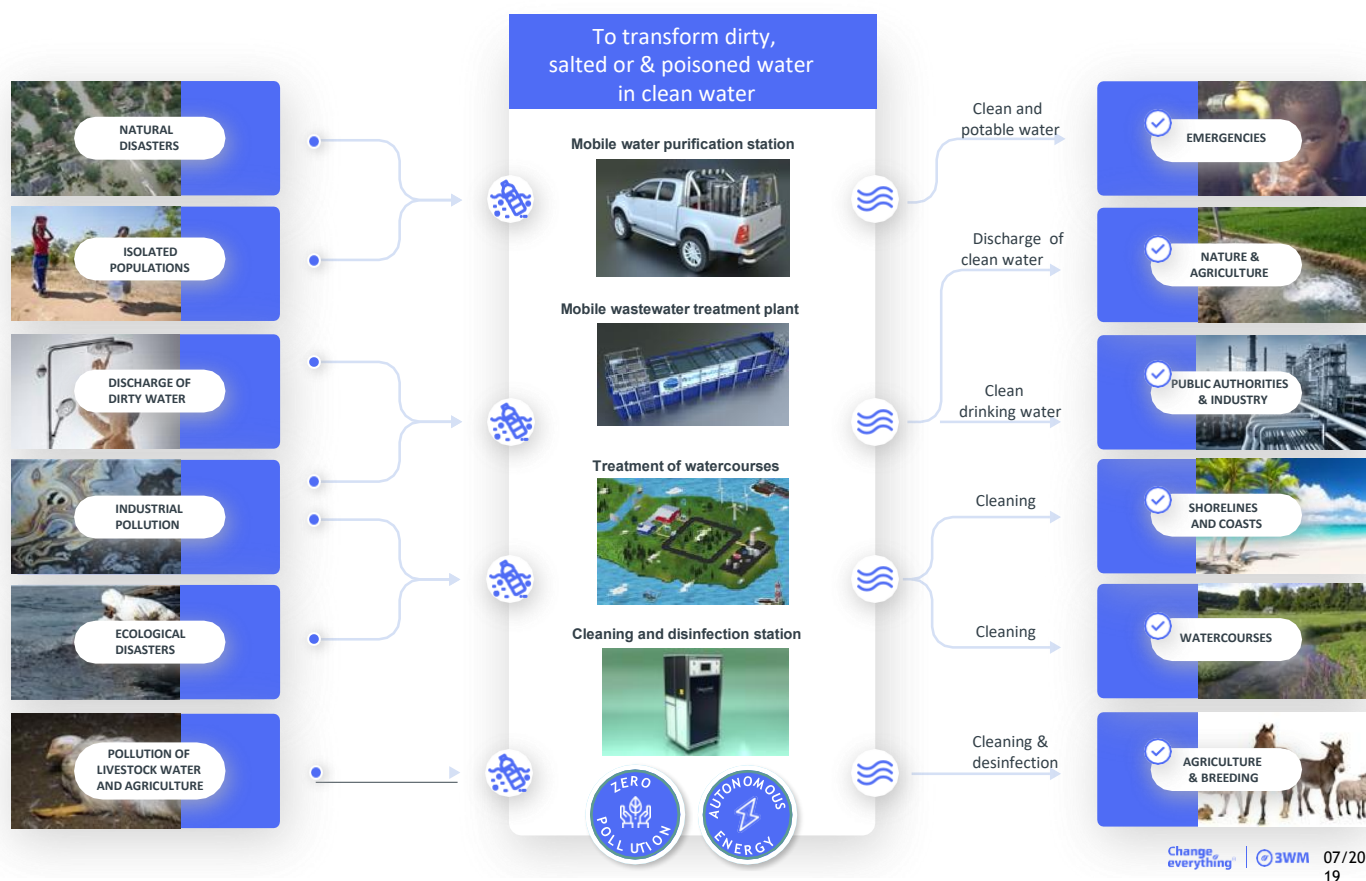 To transform dirty,
salted or & poisoned water
in clean water
NATURAL
DISASTERS
ISOLATED
POPULATIONS
DISCHARGE OF
DIRTY WATER
INDUSTRIAL
POLLUTION
ECOLOGICAL
DISASTERS
POLLUTION OF
LIVESTOCK WATER
AND AGRICULTURE
Mobile water purification station
Mobile wastewater treatment plant
Treatment of watercourses
Cleaning and disinfection station
ZERO
POLLUTION
AUTONOMOUS
ENERGY
Clean and
potable water
Discharge of
clean water
Clean
drinking water
Cleaning
Cleaning
Cleaning &
desinfection
EMERGENCIES
NATURE &
AGRICULTURE
PUBLIC AUTHORITIES
& INDUSTRY
SHORELINES
AND COASTS
WATERCOURSES
AGRICULTURE
& BREEDING
Change
everything
3WM
07/20
19